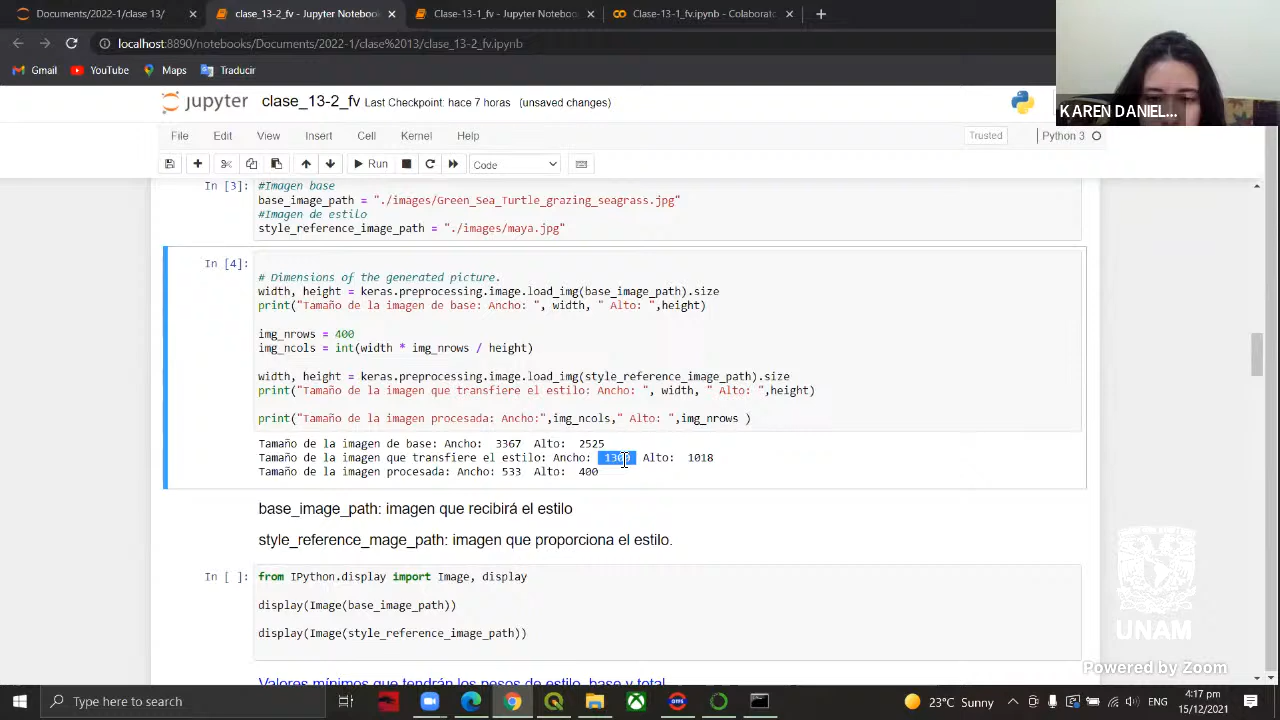 clase 13/
clase_13-2_fv - Jupyter Notebook
Clase-13-1_fv - Jupyter Notebook
Clase-13-1_fv.ipynb - Colaborat
localhost:8890/notebooks/Documents/2022-1/clase%2013/clase_13-2_fv.ipynb
Gmail
YouTube
Maps
Traducir
KAREN DANIEL...
jupyter clase_13-2_fv Last Checkpoint: hace 7 horas (unsaved changes)
File Edit View Insert Cell Kernel Help
Trusted
Python 3
Run
Code
In [3]:
#Imagen base
base_image_path = "./images/Green_Sea_Turtle_grazing_seagrass.jpg"
#Imagen de estilo
style_reference_image_path = "./images/maya.jpg"
In [4]:
# Dimensions of the generated picture.
width, height = keras.preprocessing.image.load_img(base_image_path).size
print("Tamaño de la imagen de base: Ancho: ", width, " Alto: ",height)
img_nrows = 400
img_ncols = int(width * img_nrows / height)
width, height = keras.preprocessing.image.load_img(style_reference_image_path).size
print("Tamaño de la imagen que transfiere el estilo: Ancho: ", width, " Alto: ",height)
print("Tamaño de la imagen procesada: Ancho:",img_ncols," Alto: ",img_nrows )
Tamaño de la imagen de base: Ancho: 3367 Alto: 2525
Tamaño de la imagen que transfiere el estilo: Ancho: Alto: 1018
Tamaño de la imagen procesada: Ancho: 533 Alto: 400
base_image_path: imagen que recibirá el estilo
style_reference_mage_path: imagen que proporciona el estilo.
In [ ]:
from IPython.display import Image, display
display(Image(base_image_path))
display(Image(style_reference_image_path))
UNAM
Powered by Zoom
Type here to search
23°C Sunny
ENG
4:17 pm
15/12/2021